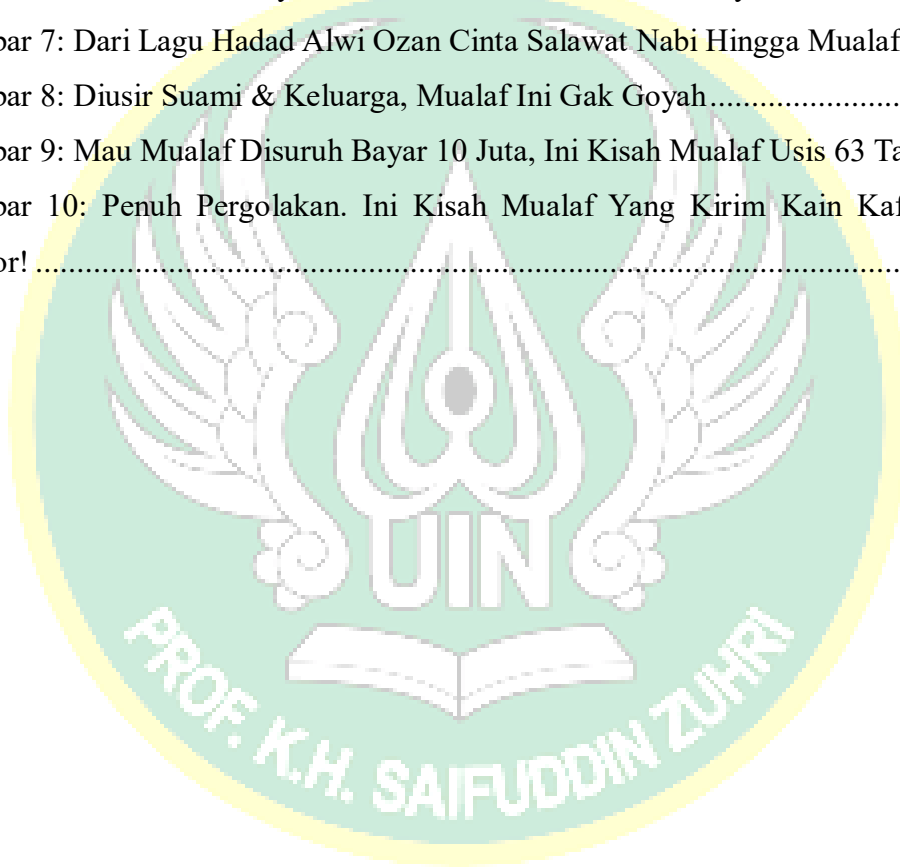 bar 7: Dari Lagu Hadad Alwi Ozan Cinta Salawat Nabi Hingga Mualaf
bar 8: Diusir Suami & Keluarga, Mualaf Ini Gak Goyah.......................
bar 9: Mau Mualaf Disuruh Bayar 10 Juta, Ini Kisah Mualaf Usis 63 Ta
bar 10: Penuh Pergolakan. Ini Kisah Mualaf Yang Kirim Kain Kaf
or! .........................................................................................................
UIN
PROF. K.H. SAIFUDDIN ZUHRI